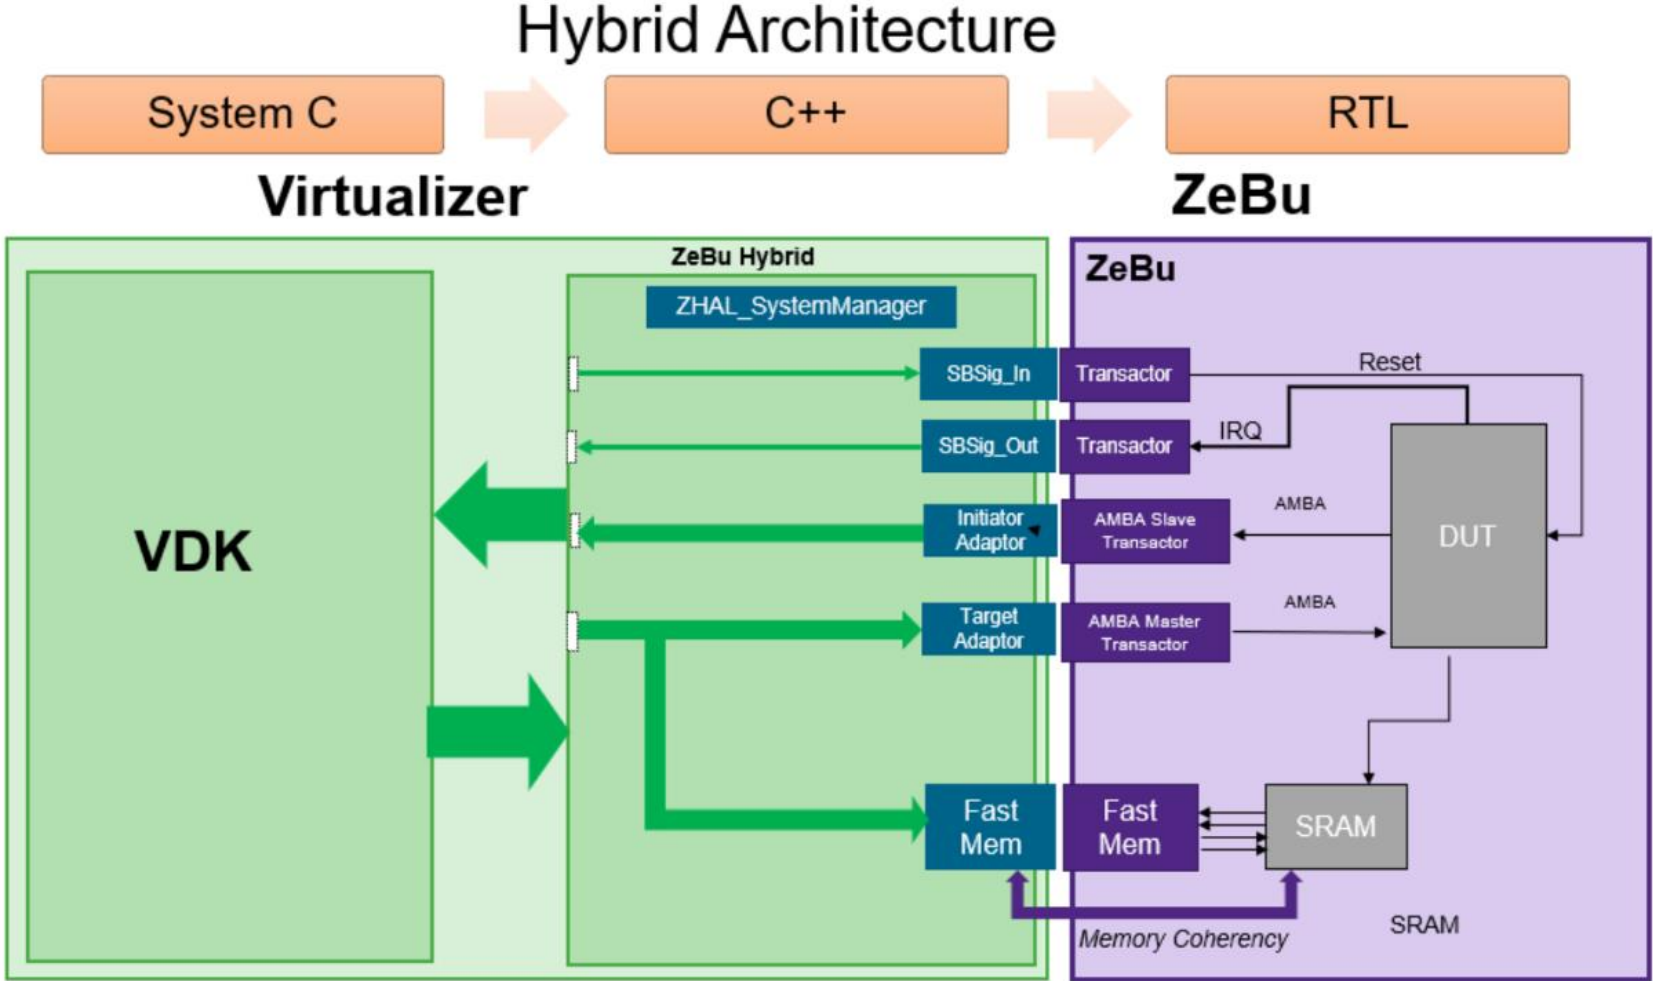 Hybrid Architecture
System C
C++
RTL
Virtualizer
ZeBu
ZeBu Hybrid
ZHAL_SystemManager
VDK
SBSig_In
SBSig_Out
Initiator
Adaptor
Target
Adaptor
Fast
Mem
ZeBu
Transactor
Reset
Transactor
IRQ
AMBA Slave
Transactor
AMBA
DUT
AMBA Master
Transactor
AMBA
Fast
Mem
SRAM
SRAM
Memory Coherency